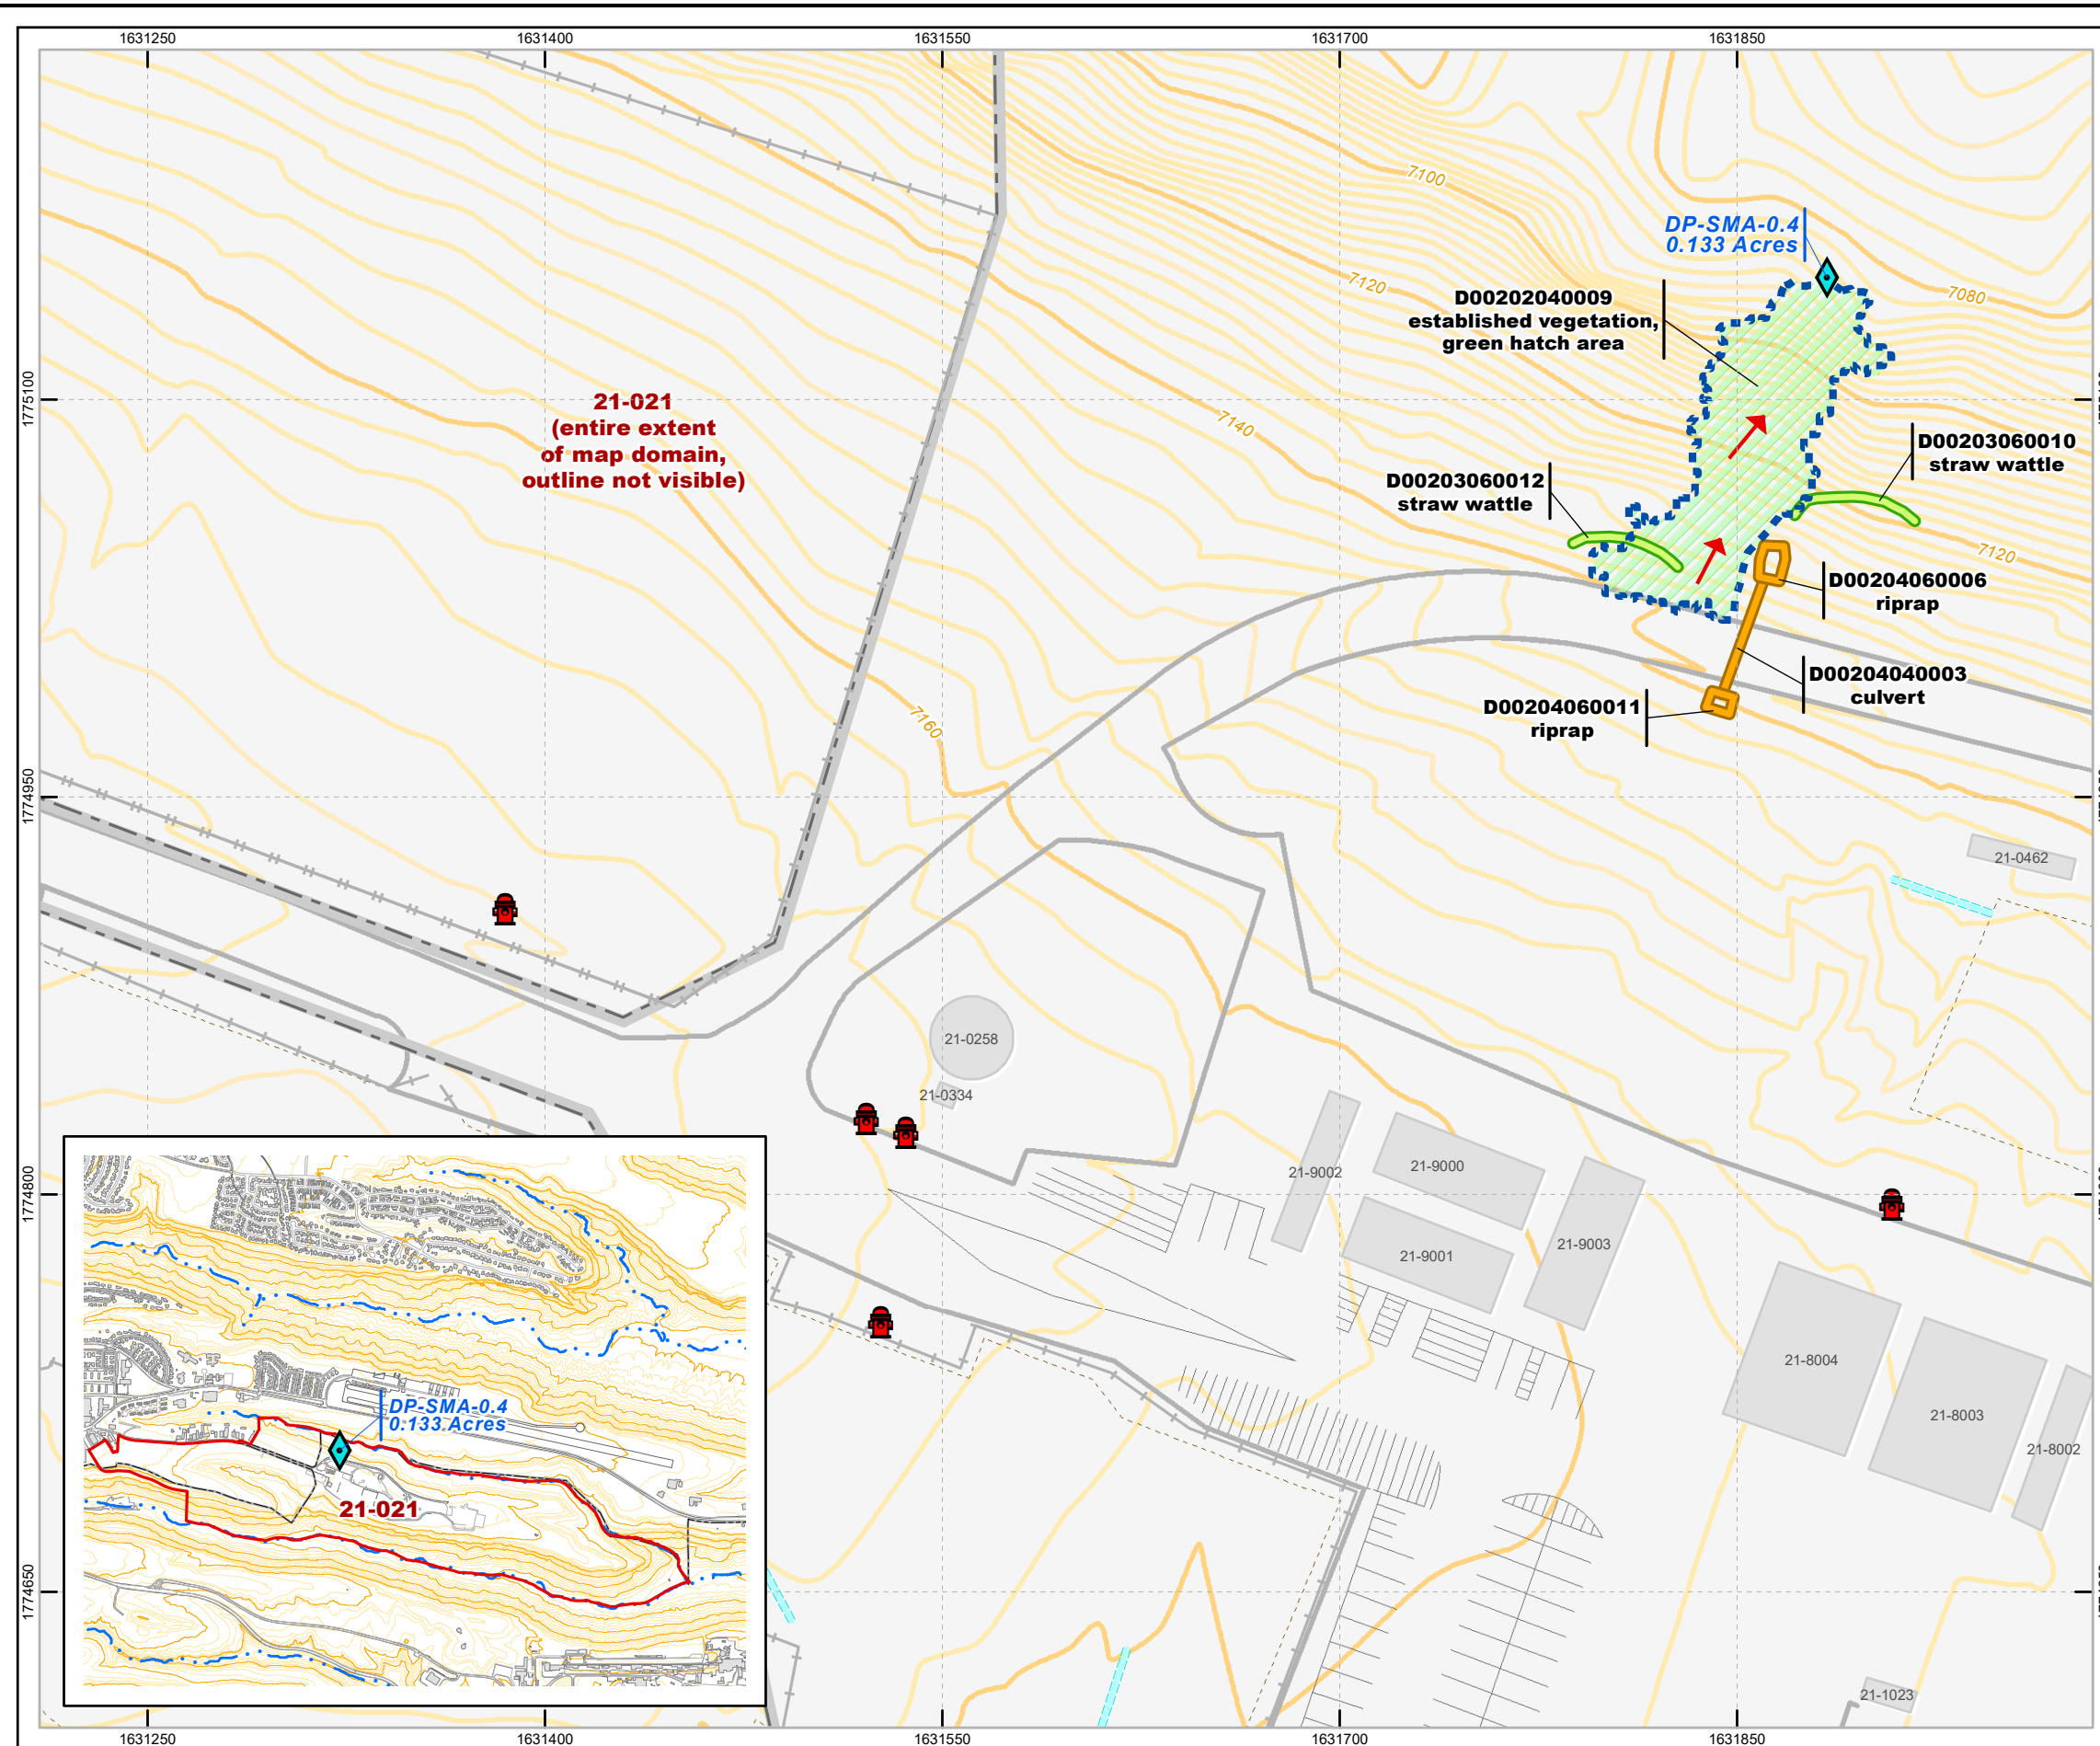 1631250
1631400
1631550
1631700
1631850
7100
DP-SMA-0.4
0.133 Acres
7120
D00202040009
established vegetation,
green hatch area
7080
1775100
21-021
(entire extent
of map domain,
outline not visible)
7140
D00203060010
straw wattle
D00203060012
straw wattle
7120
D00204060006
riprap
D00204040003
culvert
D00204060011
riprap
7160
1774950
21-0462
21-0258
21-0334
21-9002
21-9000
21-9001
21-9003
1774800
21-8004
21-8003
21-8002
DP-SMA-0.4
0.133 Acres
21-021
1774650
21-1023
1631250
1631400
1631550
1631700
1631850